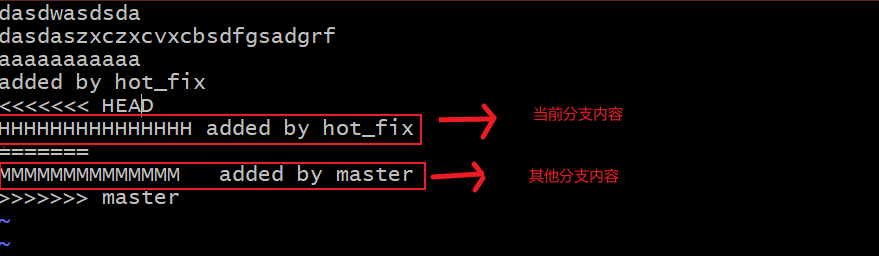 dasdwasdsda
dasdaszxczxcvxcbsdfgsadgrf
aaaaaaaaaaa
added by hot_fix
<<<<<<< HEAD
HHHHHHHHHHHHHHH added by hot_fix
当前分支内容
=======
MMMMMMMMMMMMMM   added by master
其他分支内容
>>>>>>> master
~
~